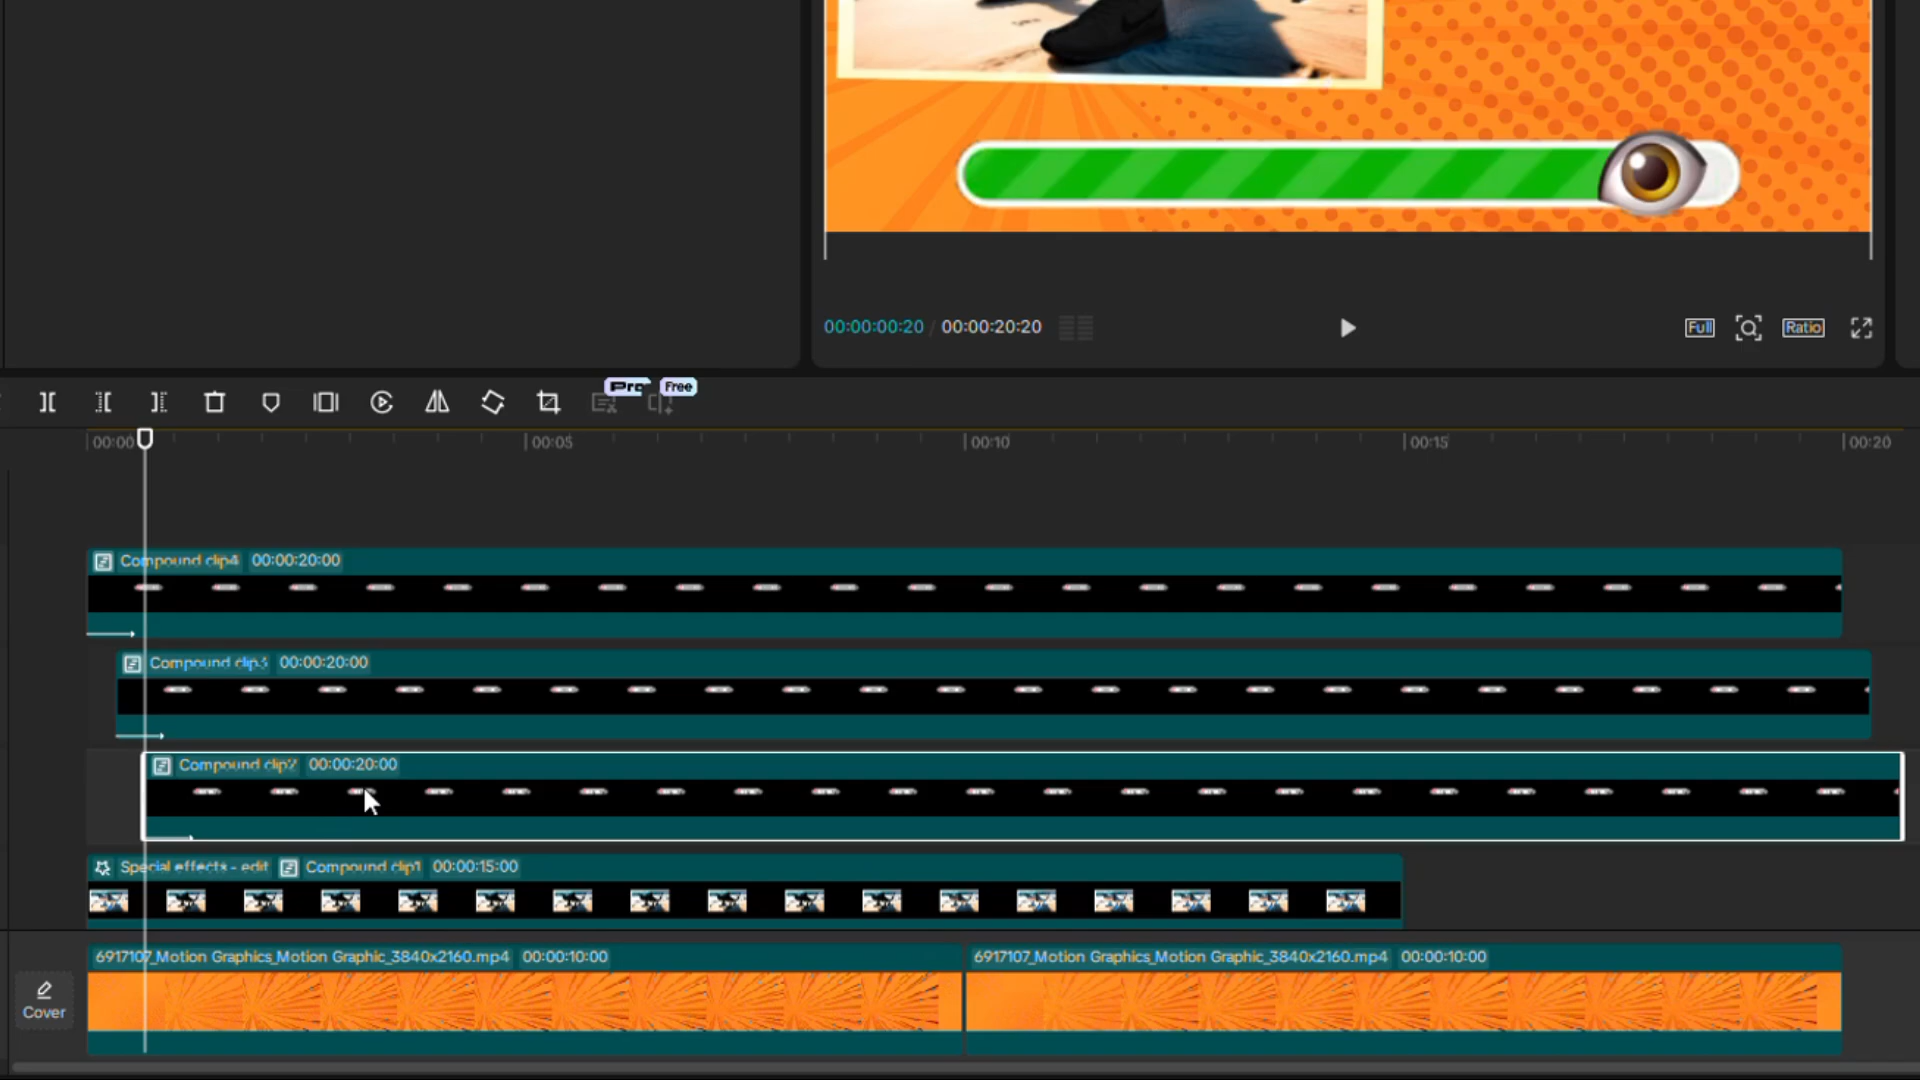 00:00:00:20 / 00:00:20:20
Full
Ratio
Pro
Free
00:00
00:05
00:10
00:15
00:20
Compound clip4 00:00:20:00
Compound clip3 00:00:20:00
Compound clip2 00:00:20:00
Special effects - edit Compound clip1 00:00:15:00
6917107_Motion Graphics_Motion Graphic_3840x2160.mp4 00:00:10:00
6917107_Motion Graphics_Motion Graphic_3840x2160.mp4 00:00:10:00
Cover